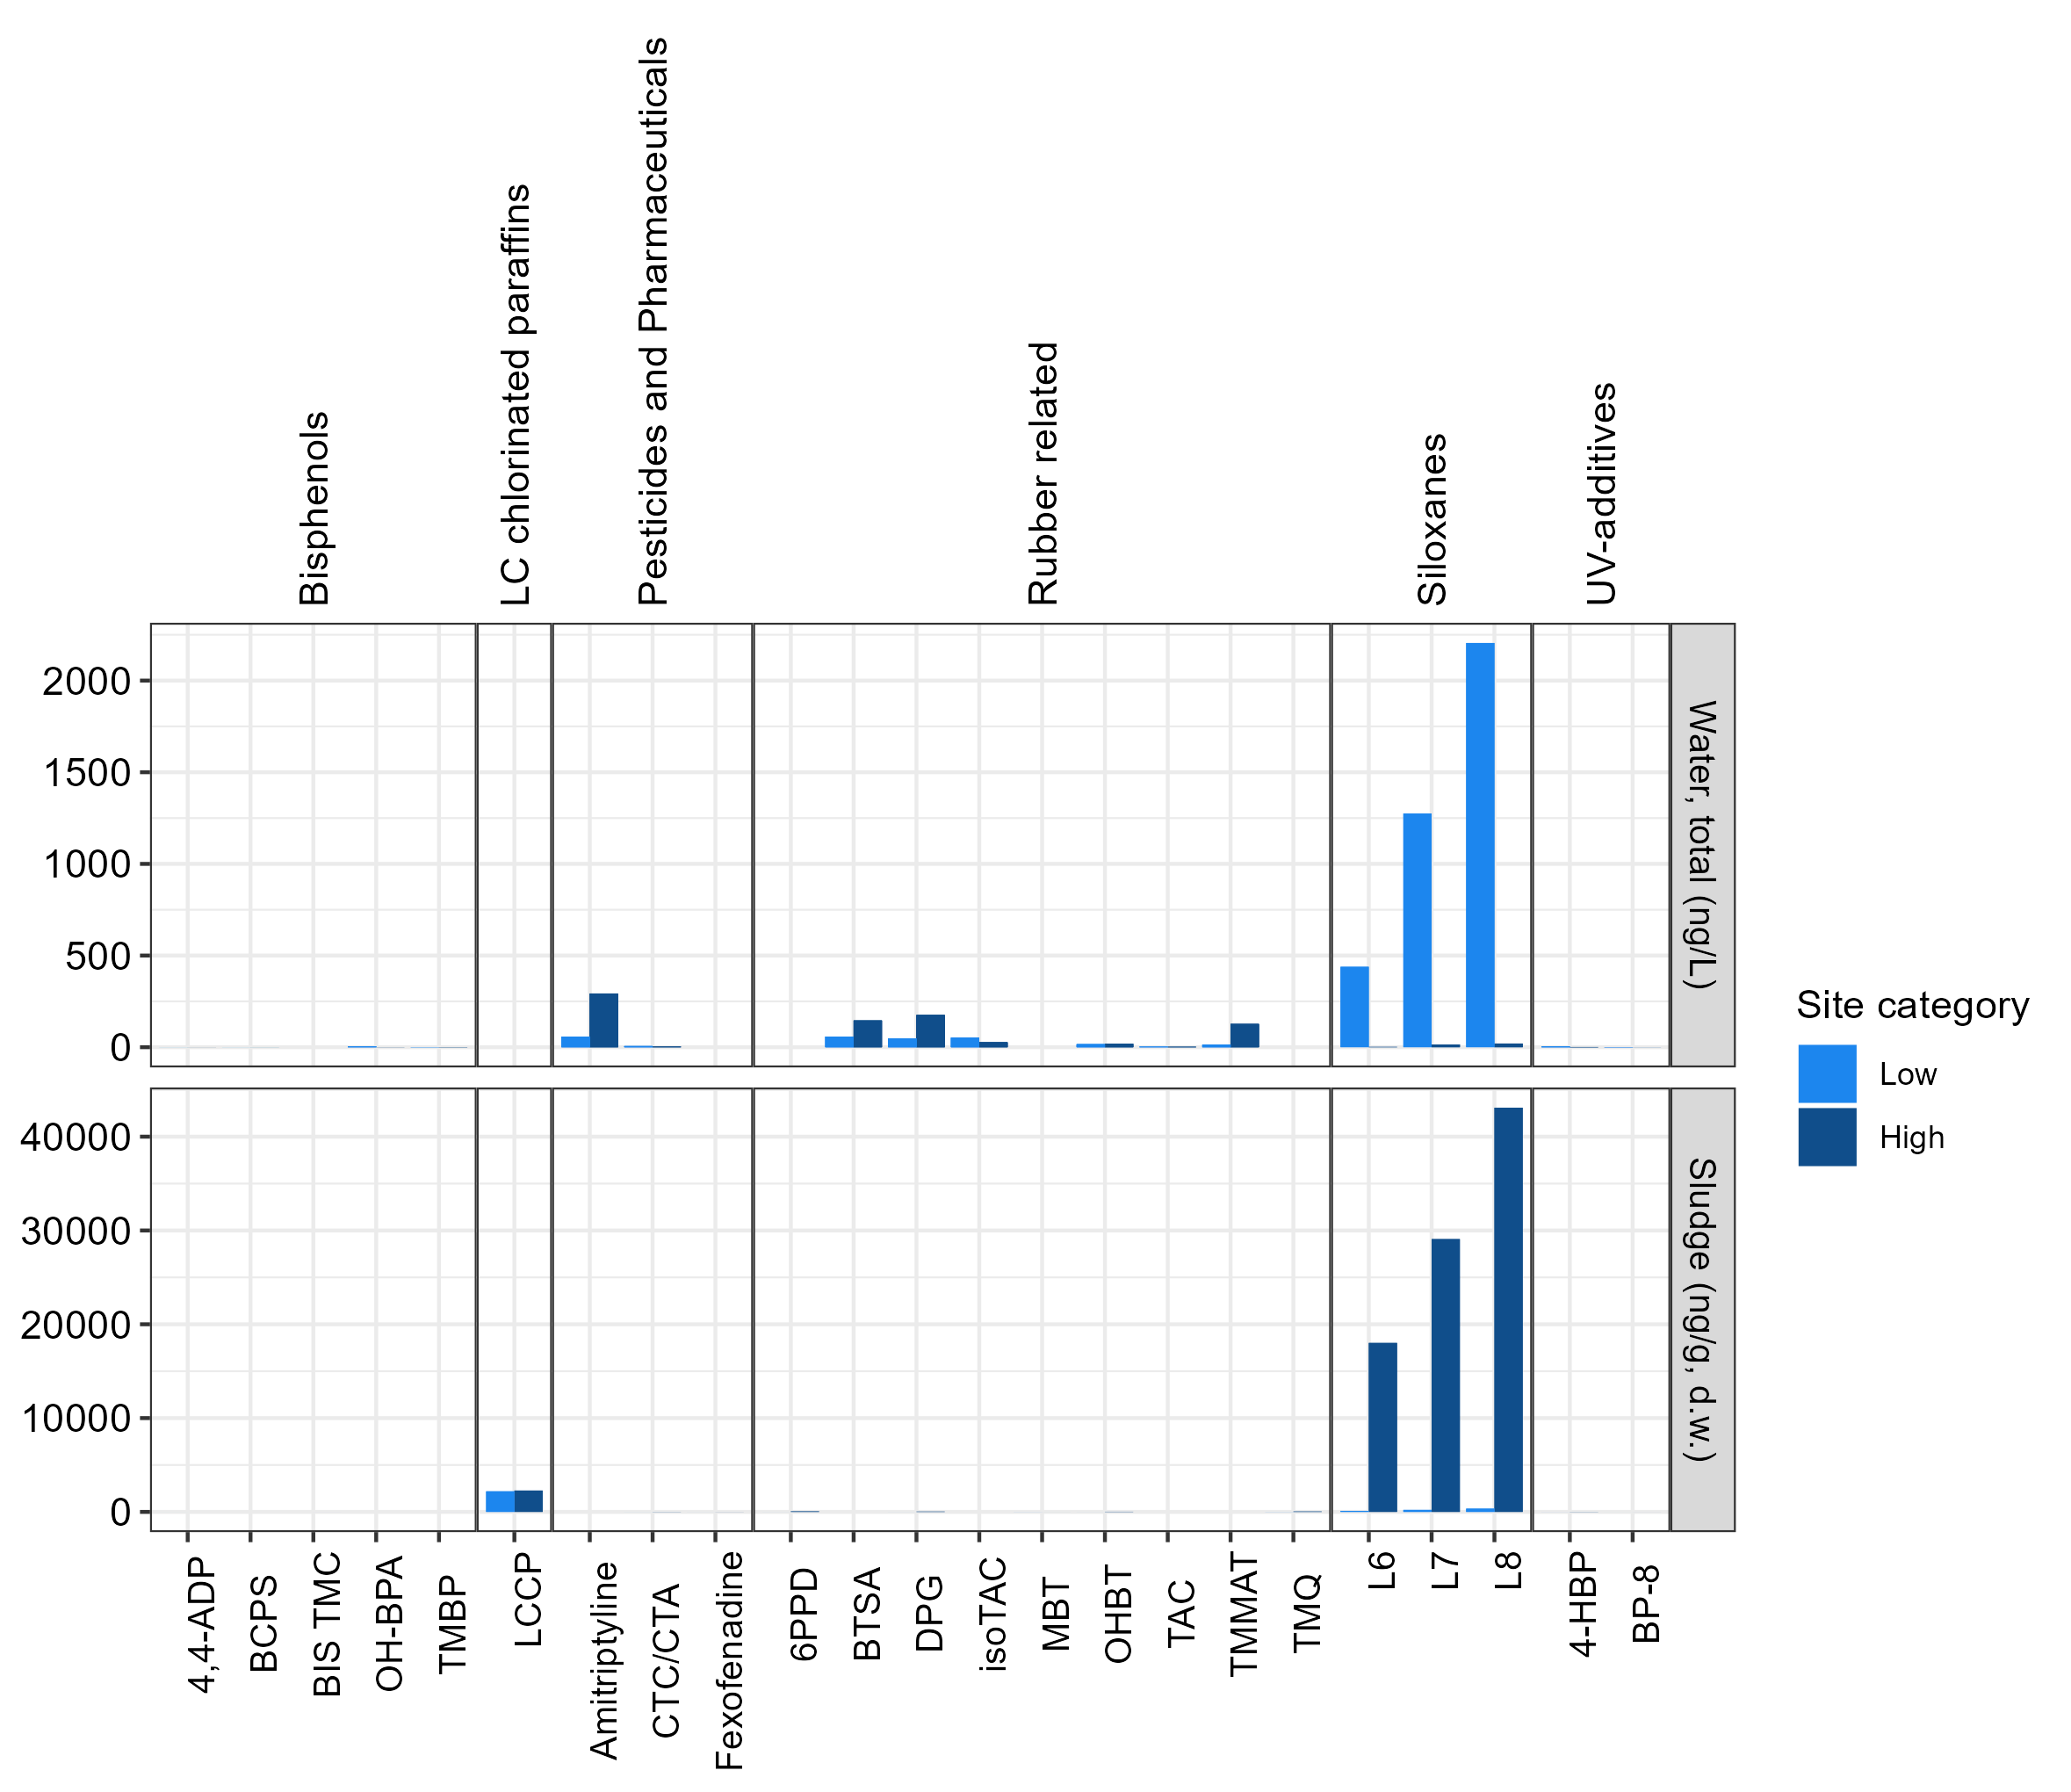 Bisphenols
LC chlorinated paraffins
Pesticides and Pharmaceuticals
Rubber related
Siloxanes
UV-additives
2000
1500
1000
500
0
Water, total (ng/L)
40000
30000
20000
10000
0
Sludge (ng/g, d.w.)
4,4-ADP
BCPS
BIS TMC
OH-BPA
TMBP
LCCP
Amitriptyline
CTC/CTA
Fexofenadine
6PPD
BTSA
DPG
isoTAC
MBT
OHBT
TAC
TMMAT
TMQ
L6
L7
L8
4-HBP
BP-8
Site category
Low
High